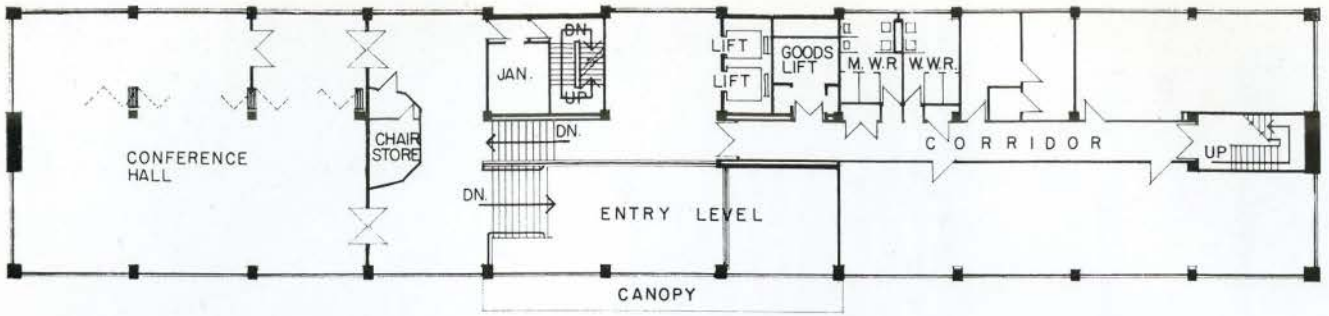 CONFERENCE
HALL
CHAIR
STORE
JAN.
DN.
UP
DN.
DN.
LIFT
LIFT
GOODS
LIFT
M. W.R
W. W.R.
CORRIDOR
UP
ENTRY LEVEL
CANOPY